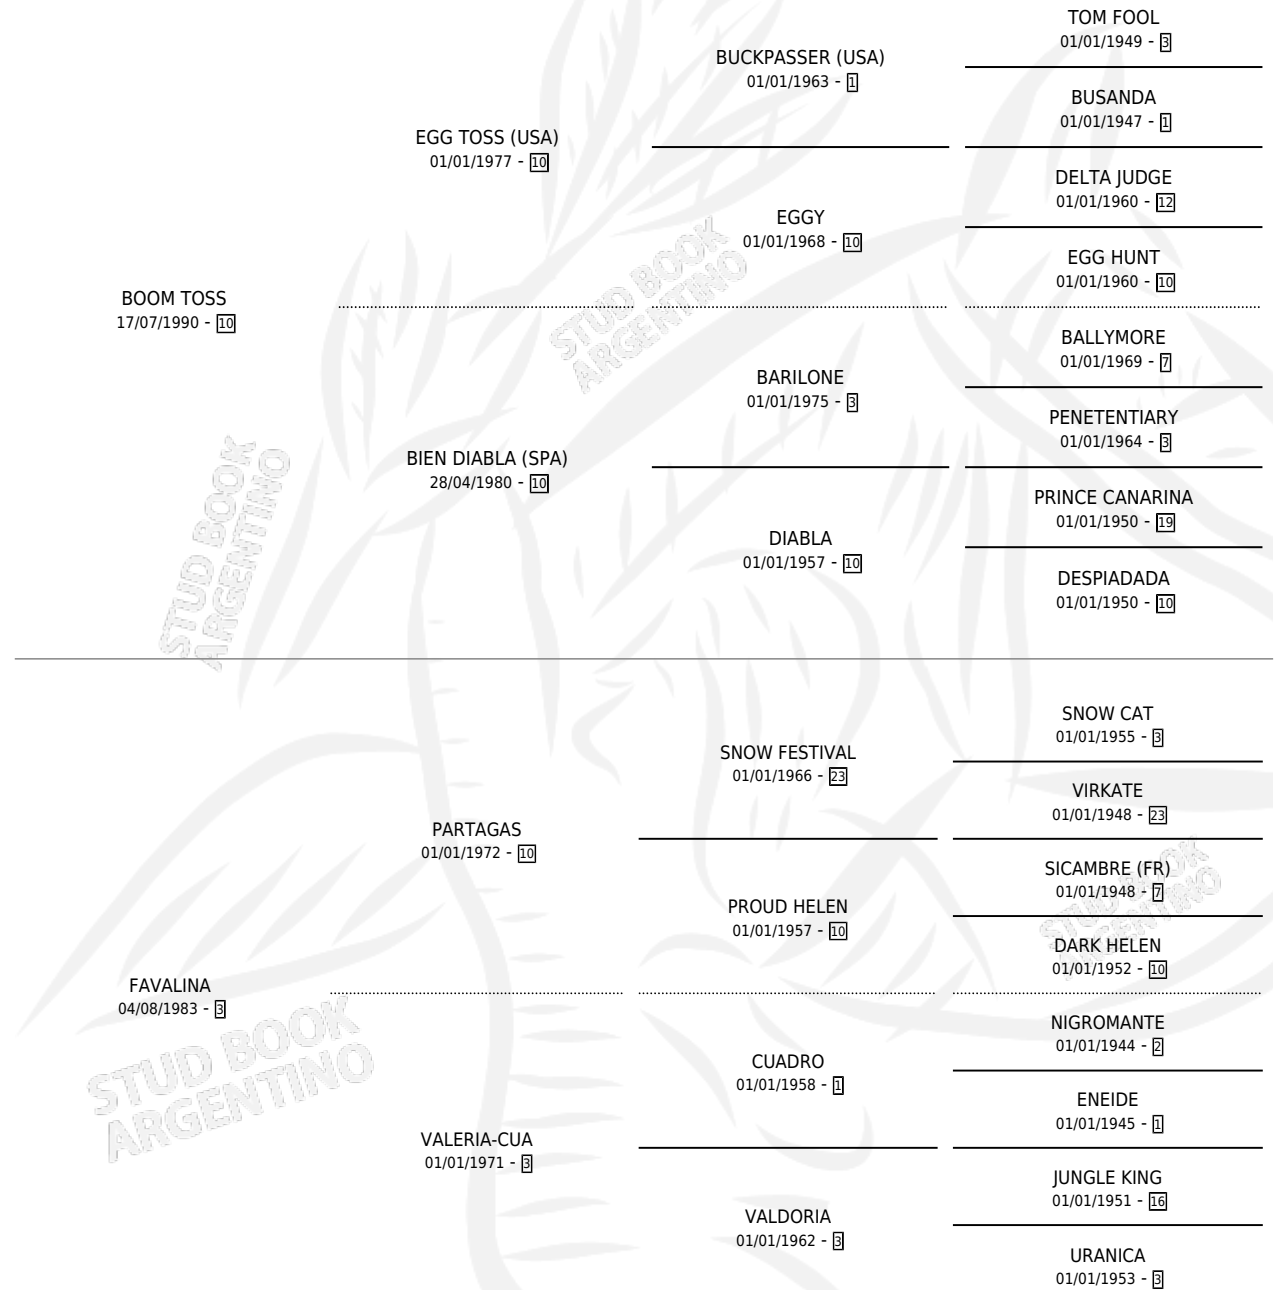 TOM FOOL
01/01/1949 - 3
BUCKPASSER (USA)
01/01/1963 - 1
BUSANDA
01/01/1947 - 1
EGG TOSS (USA)
01/01/1977 - 10
DELTA JUDGE
01/01/1960 - 12
EGGY
01/01/1968 - 10
EGG HUNT
01/01/1960 - 10
BOOM TOSS
17/07/1990 - 10
STUD BOOK
ARGENTINO
BALLYMORE
01/01/1969 - 7
BARILONE
01/01/1975 - 3
PENETENTIARY
01/01/1964 - 3
BIEN DIABLA (SPA)
28/04/1980 - 10
PRINCE CANARINA
01/01/1950 - 19
DIABLA
01/01/1957 - 10
DESPIADADA
01/01/1950 - 10
STUD BOOK
ARGENTINO
SNOW CAT
01/01/1955 - 3
SNOW FESTIVAL
01/01/1966 - 23
VIRKATE
01/01/1948 - 23
PARTAGAS
01/01/1972 - 10
SICAMBRE (FR)
01/01/1948 - 7
PROUD HELEN
01/01/1957 - 10
DARK HELEN
01/01/1952 - 10
STUD BOOK
ARGENTINO
FAVALINA
04/08/1983 - 3
NIGROMANTE
01/01/1944 - 2
STUD BOOK
ARGENTINO
CUADRO
01/01/1958 - 1
ENEIDE
01/01/1945 - 1
VALERIA-CUA
01/01/1971 - 3
JUNGLE KING
01/01/1951 - 16
VALDORIA
01/01/1962 - 3
URANICA
01/01/1953 - 3